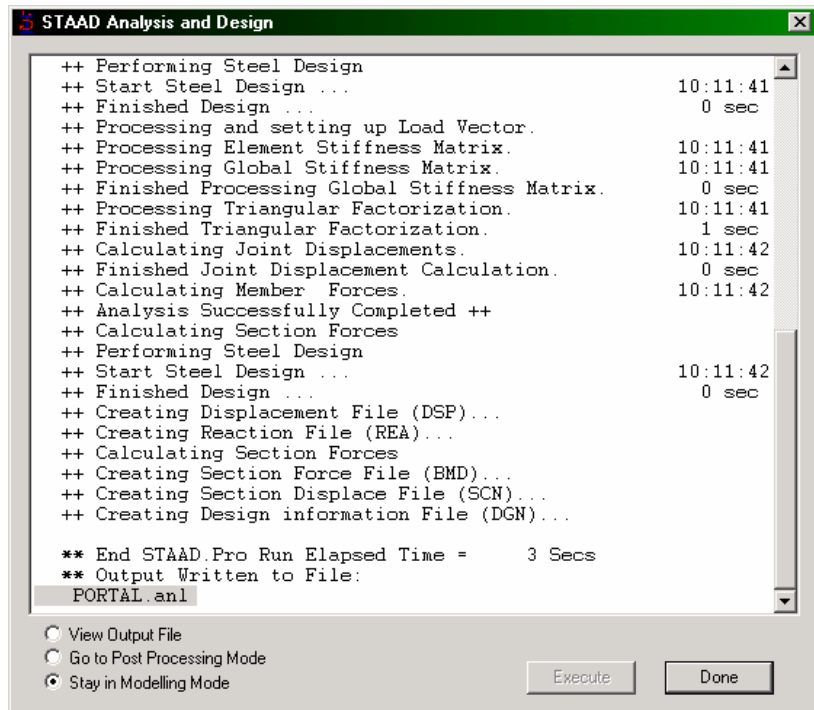 STAAD Analysis and Design
++ Performing Steel Design
++ Start Steel Design ... 10:11:41
++ Finished Design ... 0 sec
++ Processing and setting up Load Vector.
++ Processing Element Stiffness Matrix. 10:11:41
++ Processing Global Stiffness Matrix. 10:11:41
++ Finished Processing Global Stiffness Matrix. 0 sec
++ Processing Triangular Factorization. 10:11:41
++ Finished Triangular Factorization. 1 sec
++ Calculating Joint Displacements. 10:11:42
++ Finished Joint Displacement Calculation. 0 sec
++ Calculating Member  Forces. 10:11:42
++ Analysis Successfully Completed ++
++ Calculating Section Forces
++ Performing Steel Design
++ Start Steel Design ... 10:11:42
++ Finished Design ... 0 sec
++ Creating Displacement File (DSP)...
++ Creating Reaction File (REA)...
++ Calculating Section Forces
++ Creating Section Force File (BMD)...
++ Creating Section Displace File (SCN)...
++ Creating Design information File (DGN)...
** End STAAD.Pro Run Elapsed Time = 3 Secs
** Output Written to File:
PORTAL.anl
View Output File
Go to Post Processing Mode
Stay in Modelling Mode
Execute Done